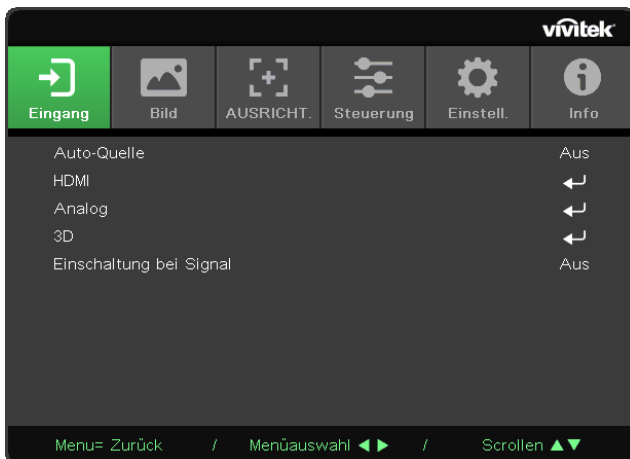 vivitek
Eingang Bild AUSRICHT. Steuerung Einstell. Info
Auto-Quelle Aus
HDMI
Analog
3D
Einschaltung bei Signal Aus
Menu= Zurück / Menüauswahl ◀ ▶ / Scrollen ▲▼